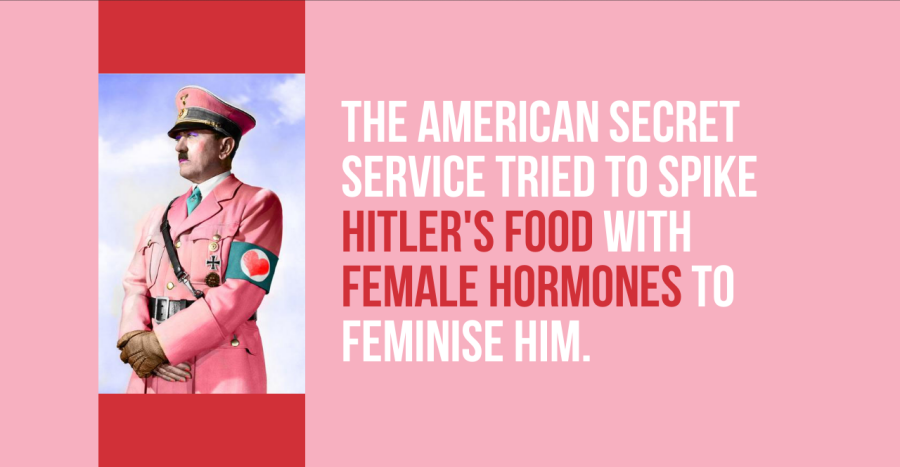 THE AMERICAN SECRET
SERVICE TRIED TO SPIKE
HITLER'S FOOD WITH
FEMALE HORMONES TO
FEMINISE HIM.